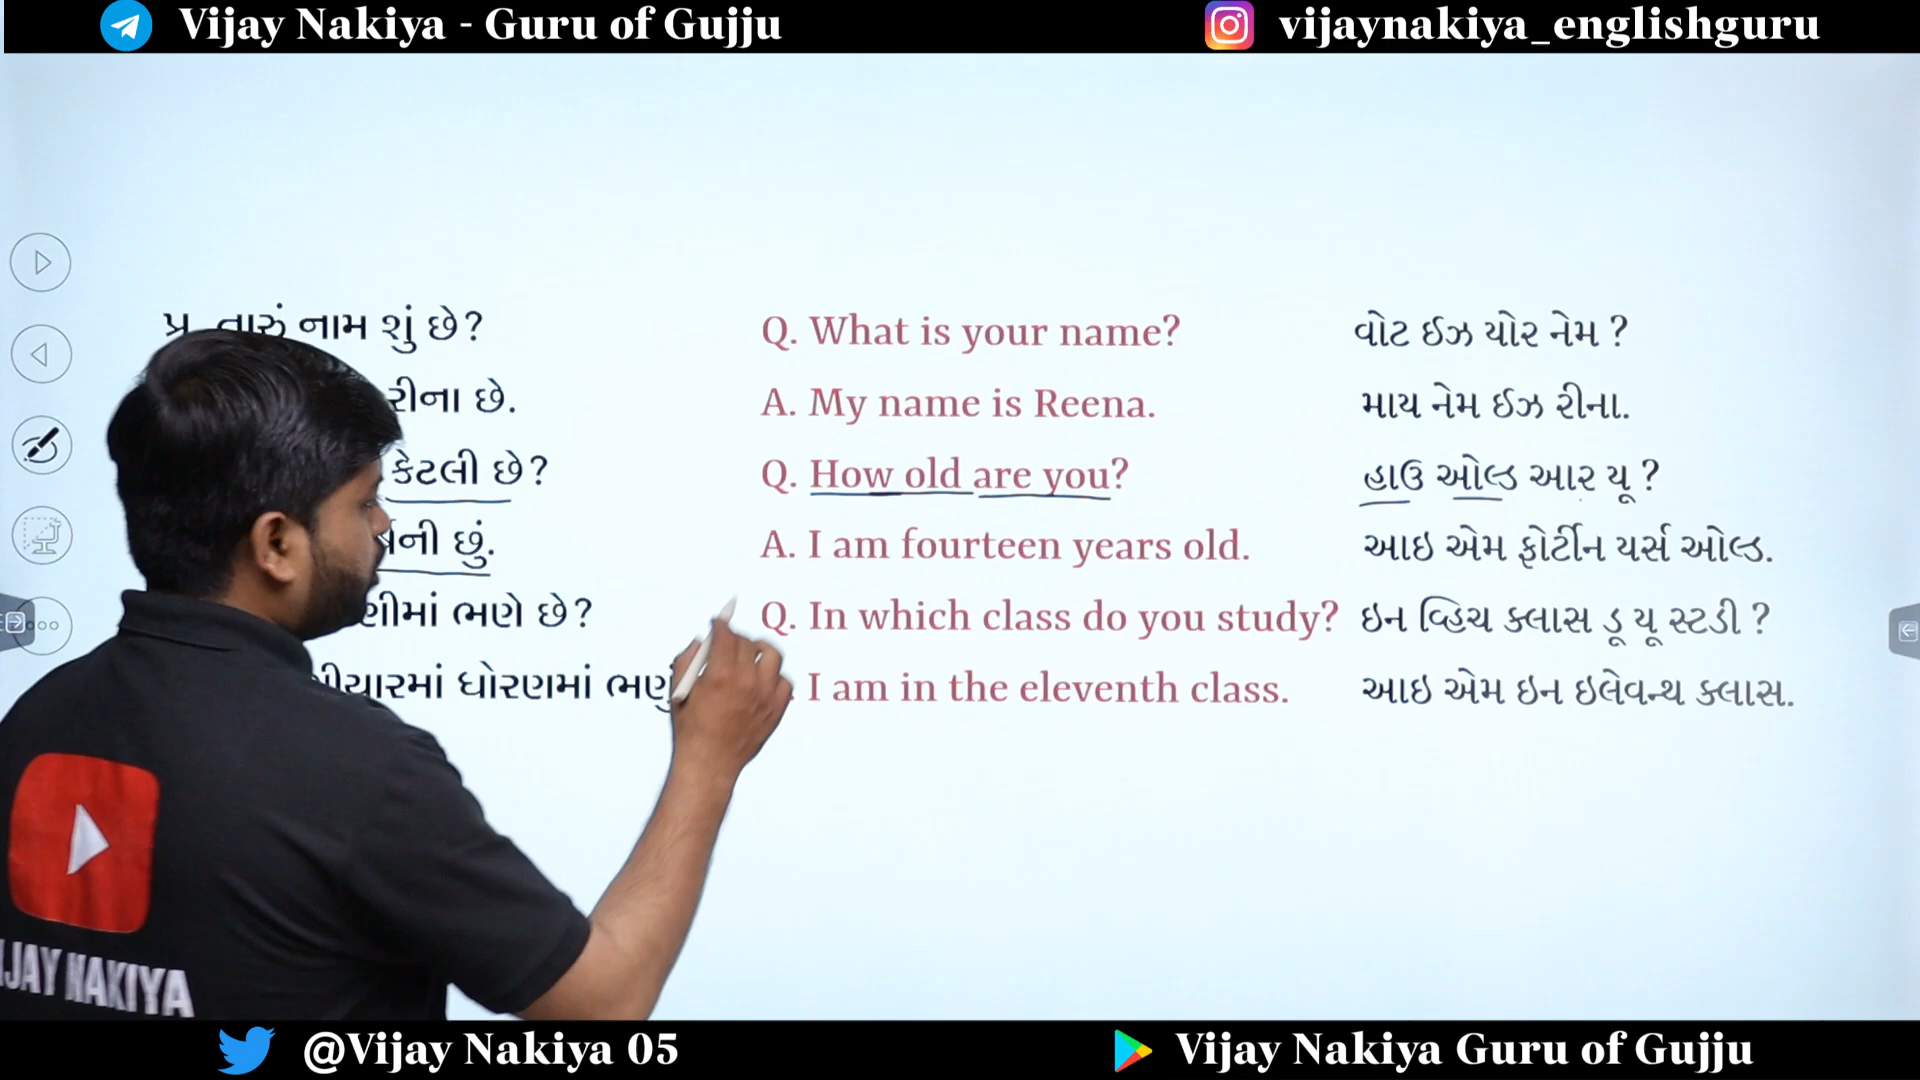 Vijay Nakiya - Guru of Gujju
vijaynakiya_englishguru
પ્ર. તારું નામ શું છે?
Q. What is your name?
વોટ ઈઝ યોર નેમ ?
રીના છે.
A. My name is Reena.
માય નેમ ઈઝ રીના.
કેટલી છે?
Q. How old are you?
હાઉ ઓલ્ડ આર યૂ ?
છું.
A. I am fourteen years old.
આઇ એમ ફોર્ટીન યર્સ ઓલ્ડ.
ભણે છે?
Q. In which class do you study?
ઇન વ્હિચ ક્લાસ ડૂ યૂ સ્ટડી ?
ધોરણમાં ભણું
I am in the eleventh class.
આઇ એમ ઇન ઇલેવન્થ ક્લાસ.
NAKIYA
@Vijay Nakiya 05
Vijay Nakiya Guru of Gujju